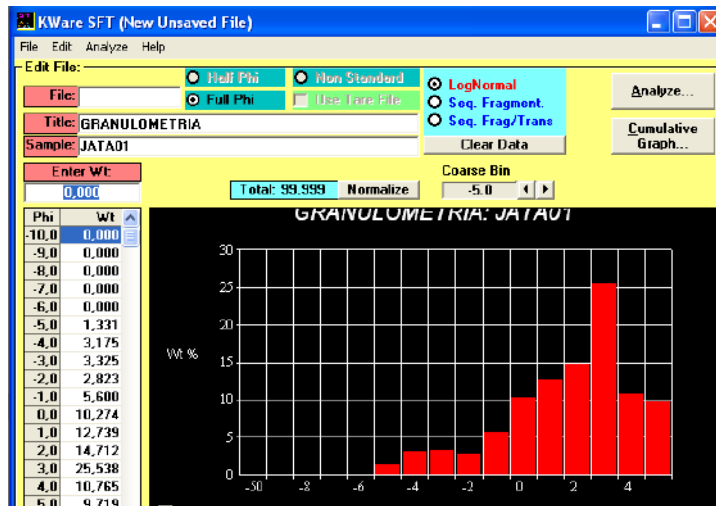 KWare SFT (New Unsaved File)
File Edit Analyze Help
Edit File:
Half Phi Non Standard
File: Full Phi Use Tare File
LogNormal
Seq. Fragment.
Seq. Frag/Trans
Analyze...
Title: GRANULOMETRIA
Sample: JATA01
Clear Data
Cumulative
Graph...
Enter Wt:
0,000
Total: 99.999 Normalize
Coarse Bin
-5.0
Phi Wt
-10,0 0,000
-9,0 0,000
-8,0 0,000
-7,0 0,000
-6,0 0,000
-5,0 1,331
-4,0 3,175
-3,0 3,325
-2,0 2,823
-1,0 5,600
0,0 10,274
1,0 12,739
2,0 14,712
3,0 25,538
4,0 10,765
5,0 9,719
GRANULOMETRIA: JATA01
30
25
20
Wt %
15
10
5
0
-50 -8 -6 -4 -2 0 2 4